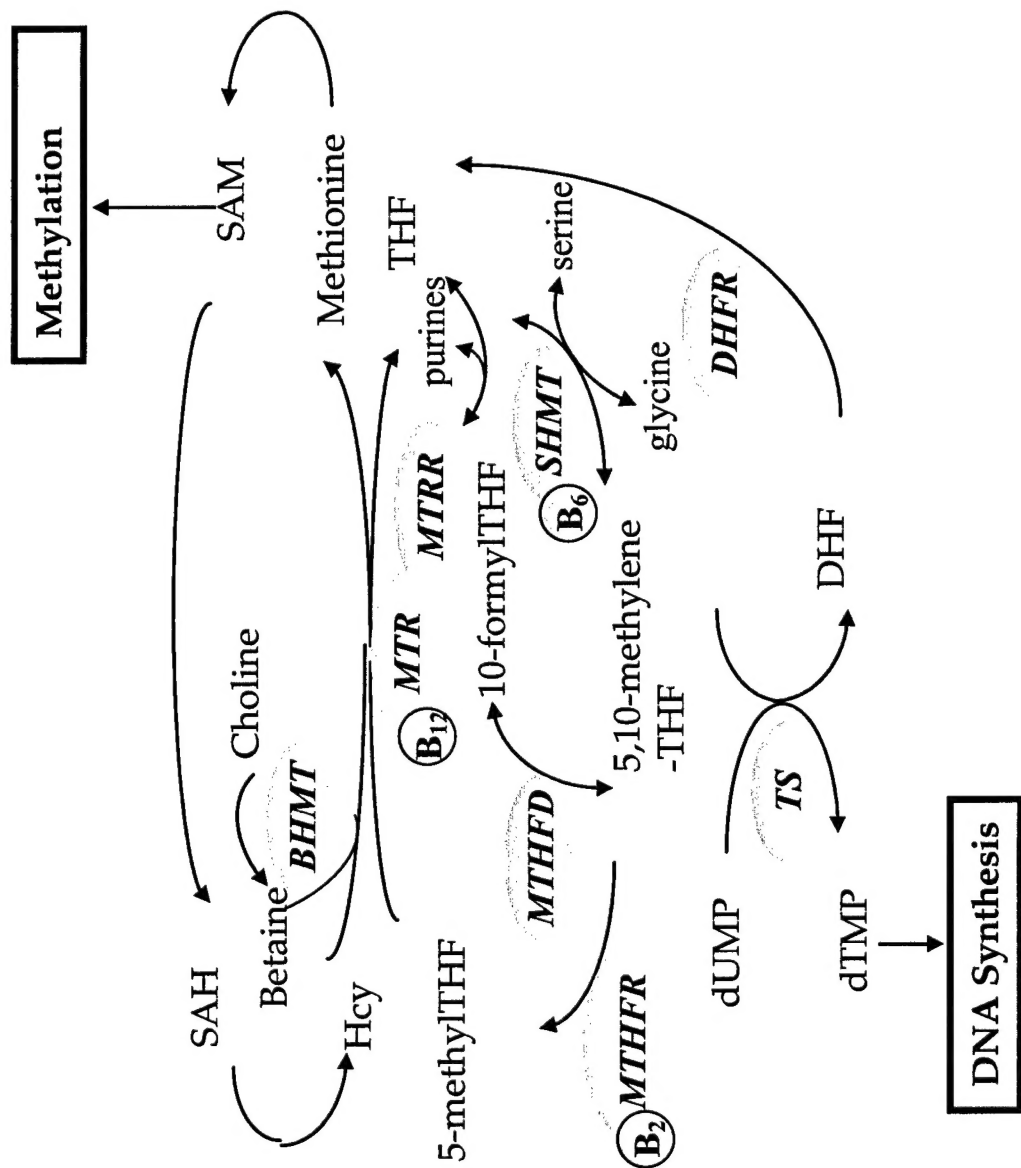 Methylation
SAM
SAH
Choline
Betaine
BHMT
Methionine
Hcy
THF
MTR
MTRR
B₁₂
purines
5-methylTHF
10-formylTHF
serine
SHMT
B₆
MTHFD
glycine
5,10-methylene
-THF
MTHFR
B₂
DHFR
dUMP
TS
DHF
dTMP
DNA Synthesis